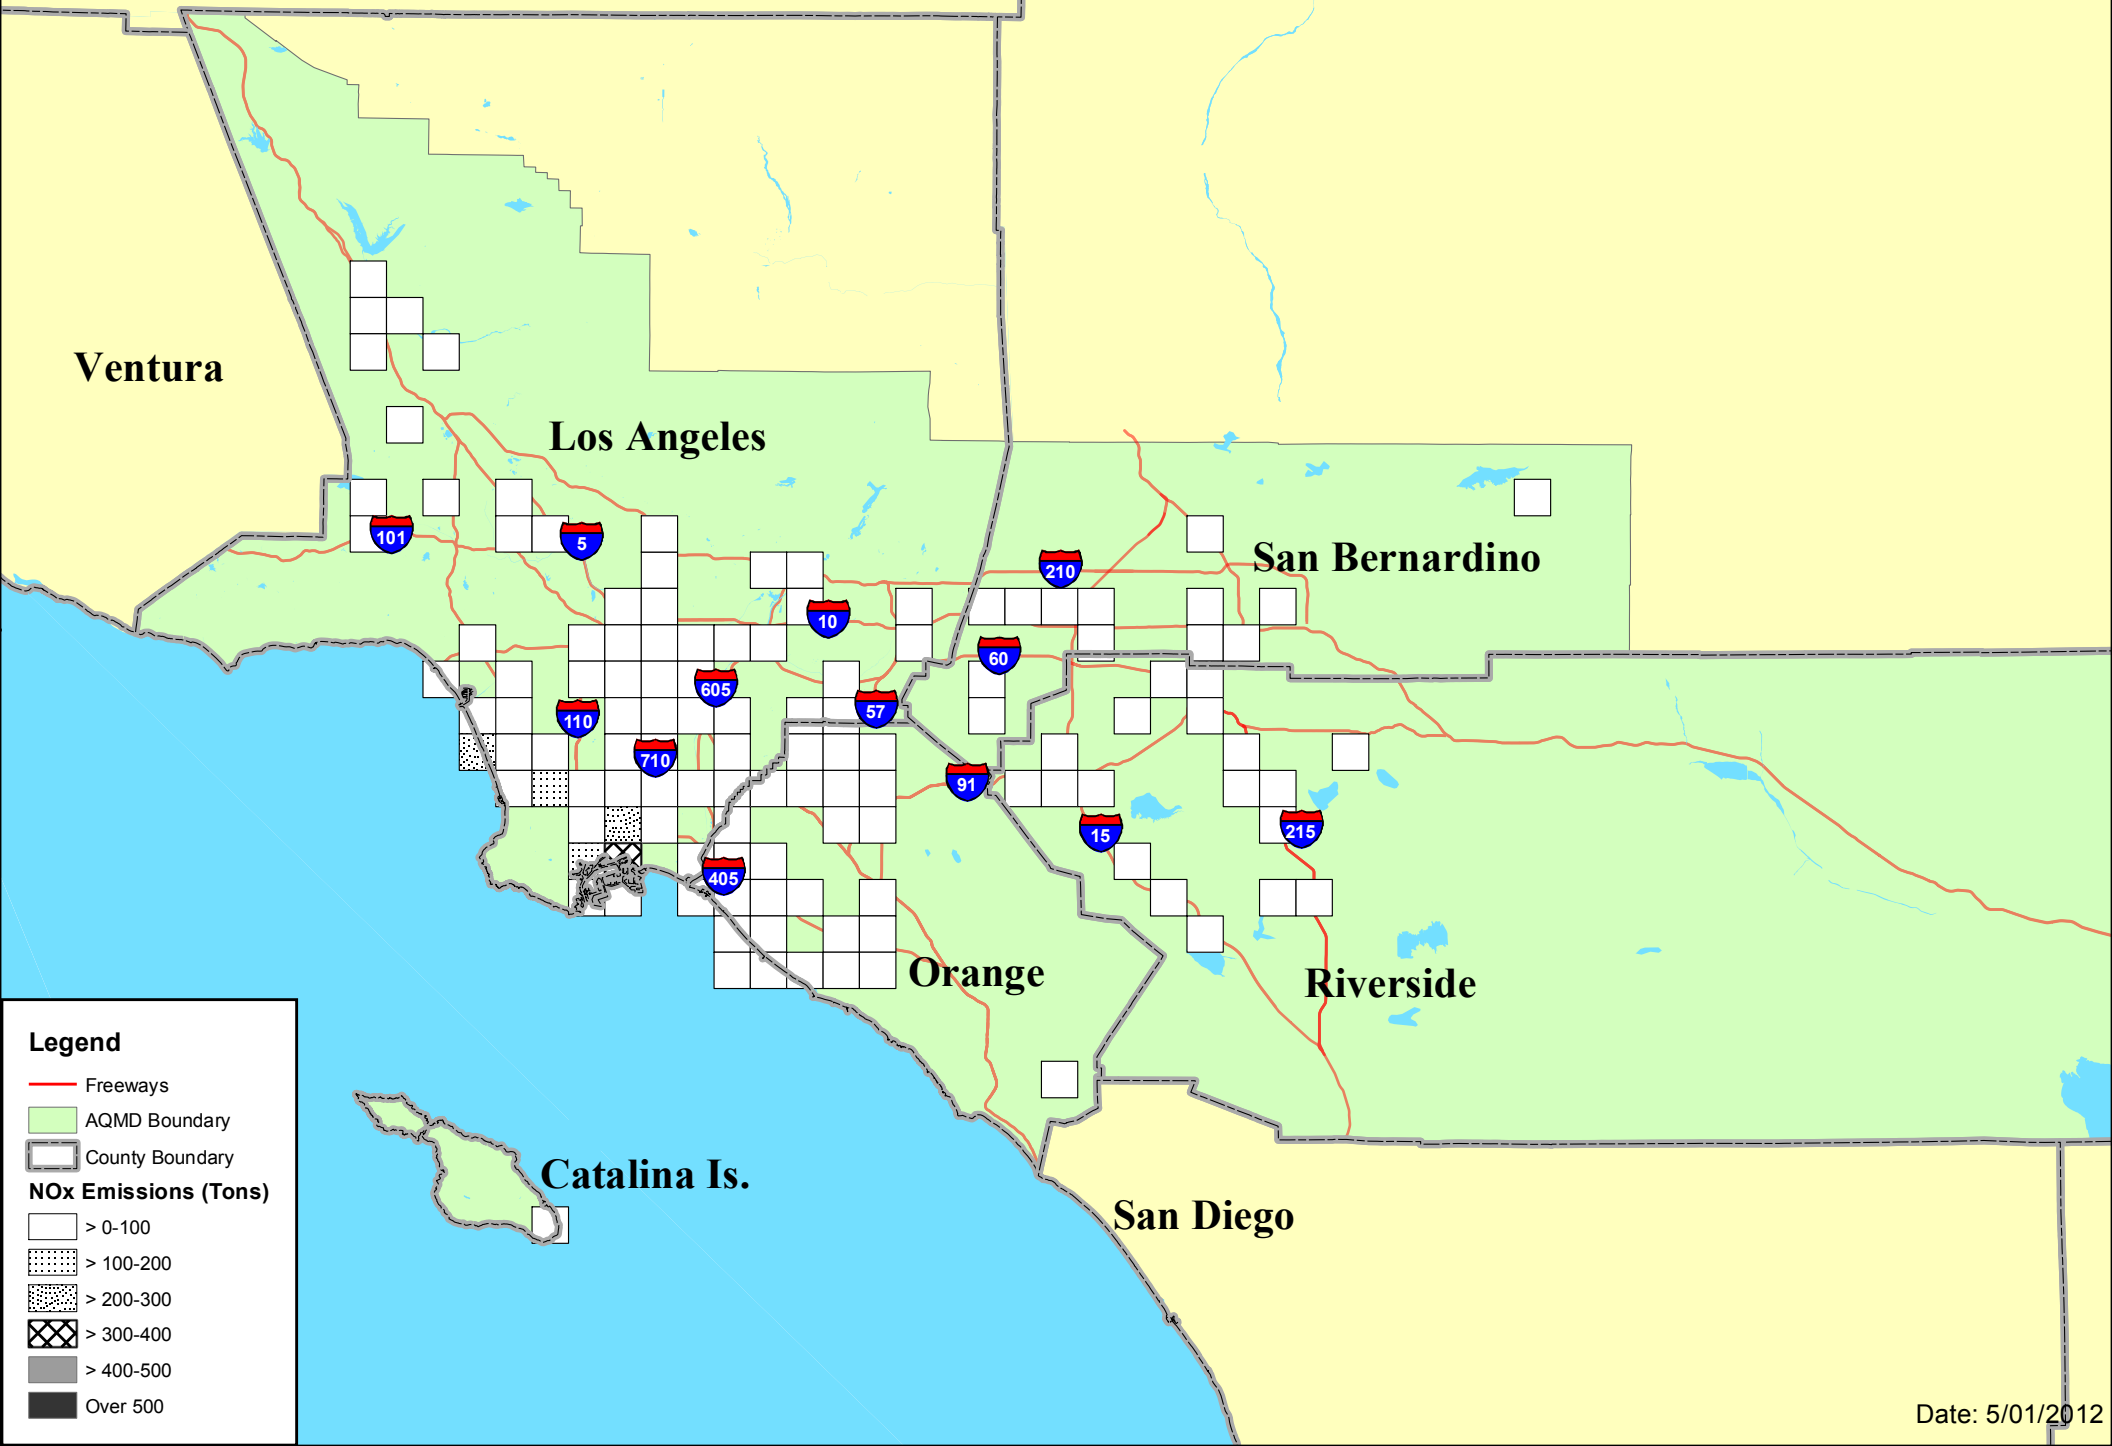 Ventura
Los Angeles
101
5
210
San Bernardino
10
60
605
57
110
710
91
15
215
405
Orange
Riverside
Catalina Is.
San Diego
Legend
Freeways
AQMD Boundary
County Boundary
NOx Emissions (Tons)
> 0-100
> 100-200
> 200-300
> 300-400
> 400-500
Over 500
Date: 5/01/2012